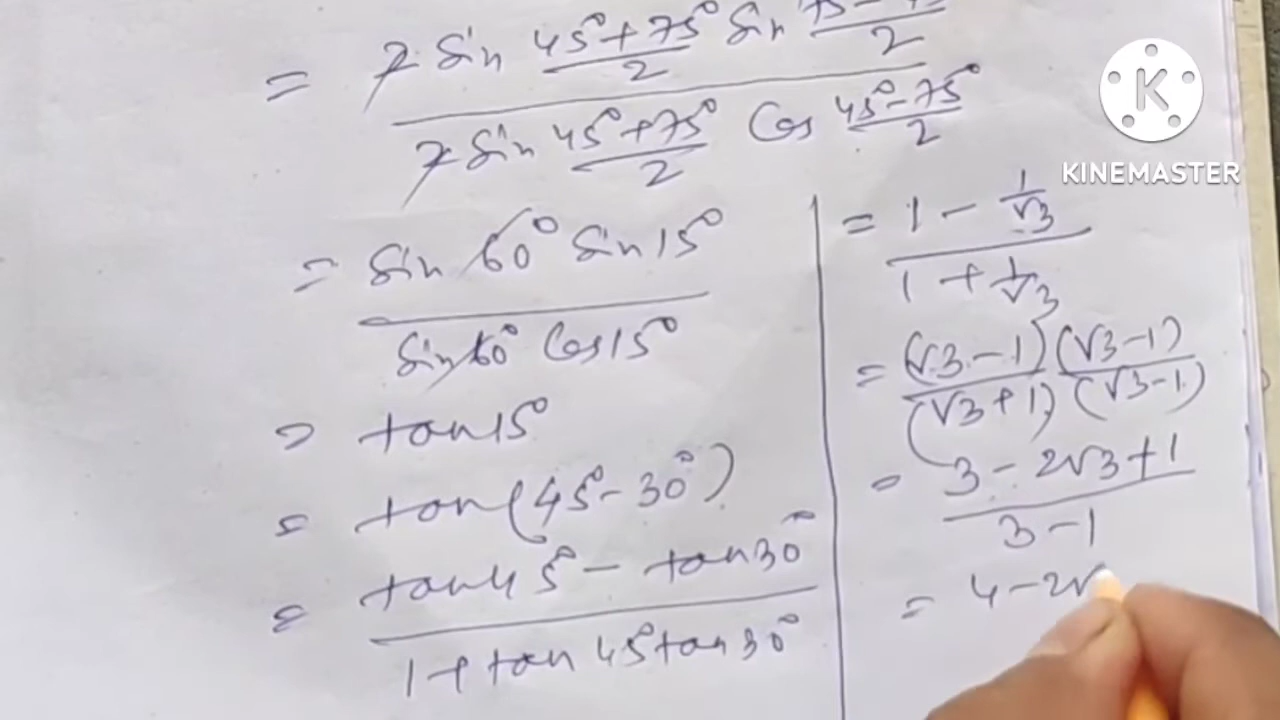 = 2 Sin 45°+75°/2 Sin 75-4
2
2 Sin 45°+75°/2 Cos 45°-75°/2
= Sin 60° Sin 15°
Sin 60° Cos 15°
= tan 15°
= tan (45°-30°)
= tan 45° - tan 30°
1 + tan 45° tan 30°
= 1 - 1/√3
1 + 1/√3
= (√3-1)(√3-1)
(√3+1)(√3-1)
= 3-2√3+1
3-1
= 4-2√
K
KINEMASTER